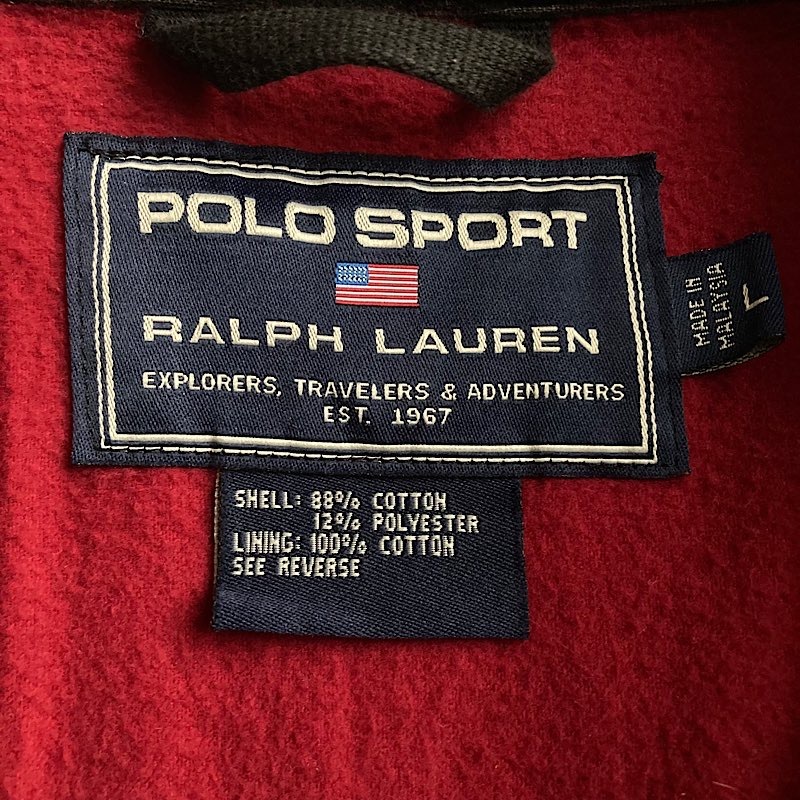 POLO SPORT
RALPH LAUREN
EXPLORERS, TRAVELERS & ADVENTURERS
EST. 1967
MADE IN
MALAYSIA
L
SHELL: 88% COTTON
12% POLYESTER
LINING: 100% COTTON
SEE REVERSE